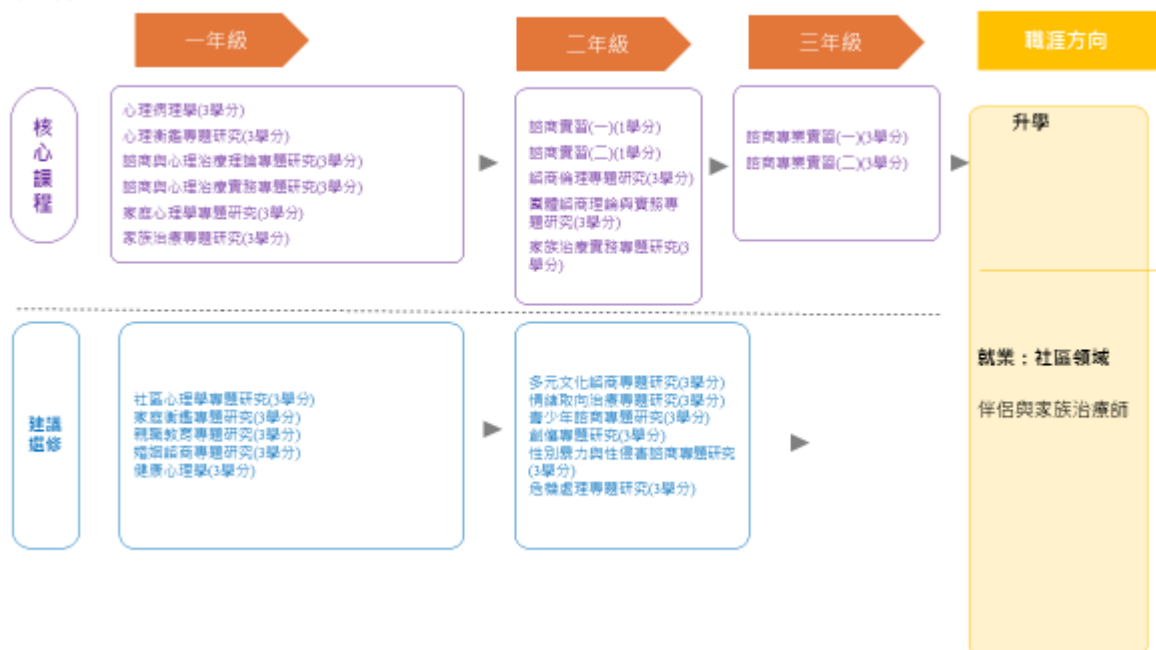 一年級
二年級
三年級
職涯方向
核
心
課
程
心理病理學(3學分)
心理衡鑑專題研究(3學分)
諮商與心理治療理論專題研究(3學分)
諮商與心理治療實務專題研究(3學分)
家庭心理學專題研究(3學分)
家族治療專題研究(3學分)
諮商實習(一)(1學分)
諮商實習(二)(1學分)
諮商倫理專題研究(3學分)
團體諮商理論與實務專
題研究(3學分)
家族治療實務專題研究(3
學分)
諮商專業實習(一)(3學分)
諮商專業實習(二)(3學分)
升學
建議
選修
社區心理學專題研究(3學分)
家庭衡鑑專題研究(3學分)
親職教育專題研究(3學分)
婚姻諮商專題研究(3學分)
健康心理學(3學分)
多元文化諮商專題研究(3學分)
情緒取向治療專題研究(3學分)
青少年諮商專題研究(3學分)
創傷專題研究(3學分)
性別暴力與性侵害諮商專題研究
(3學分)
危機處理專題研究(3學分)
就業：社區領域
伴侶與家族治療師